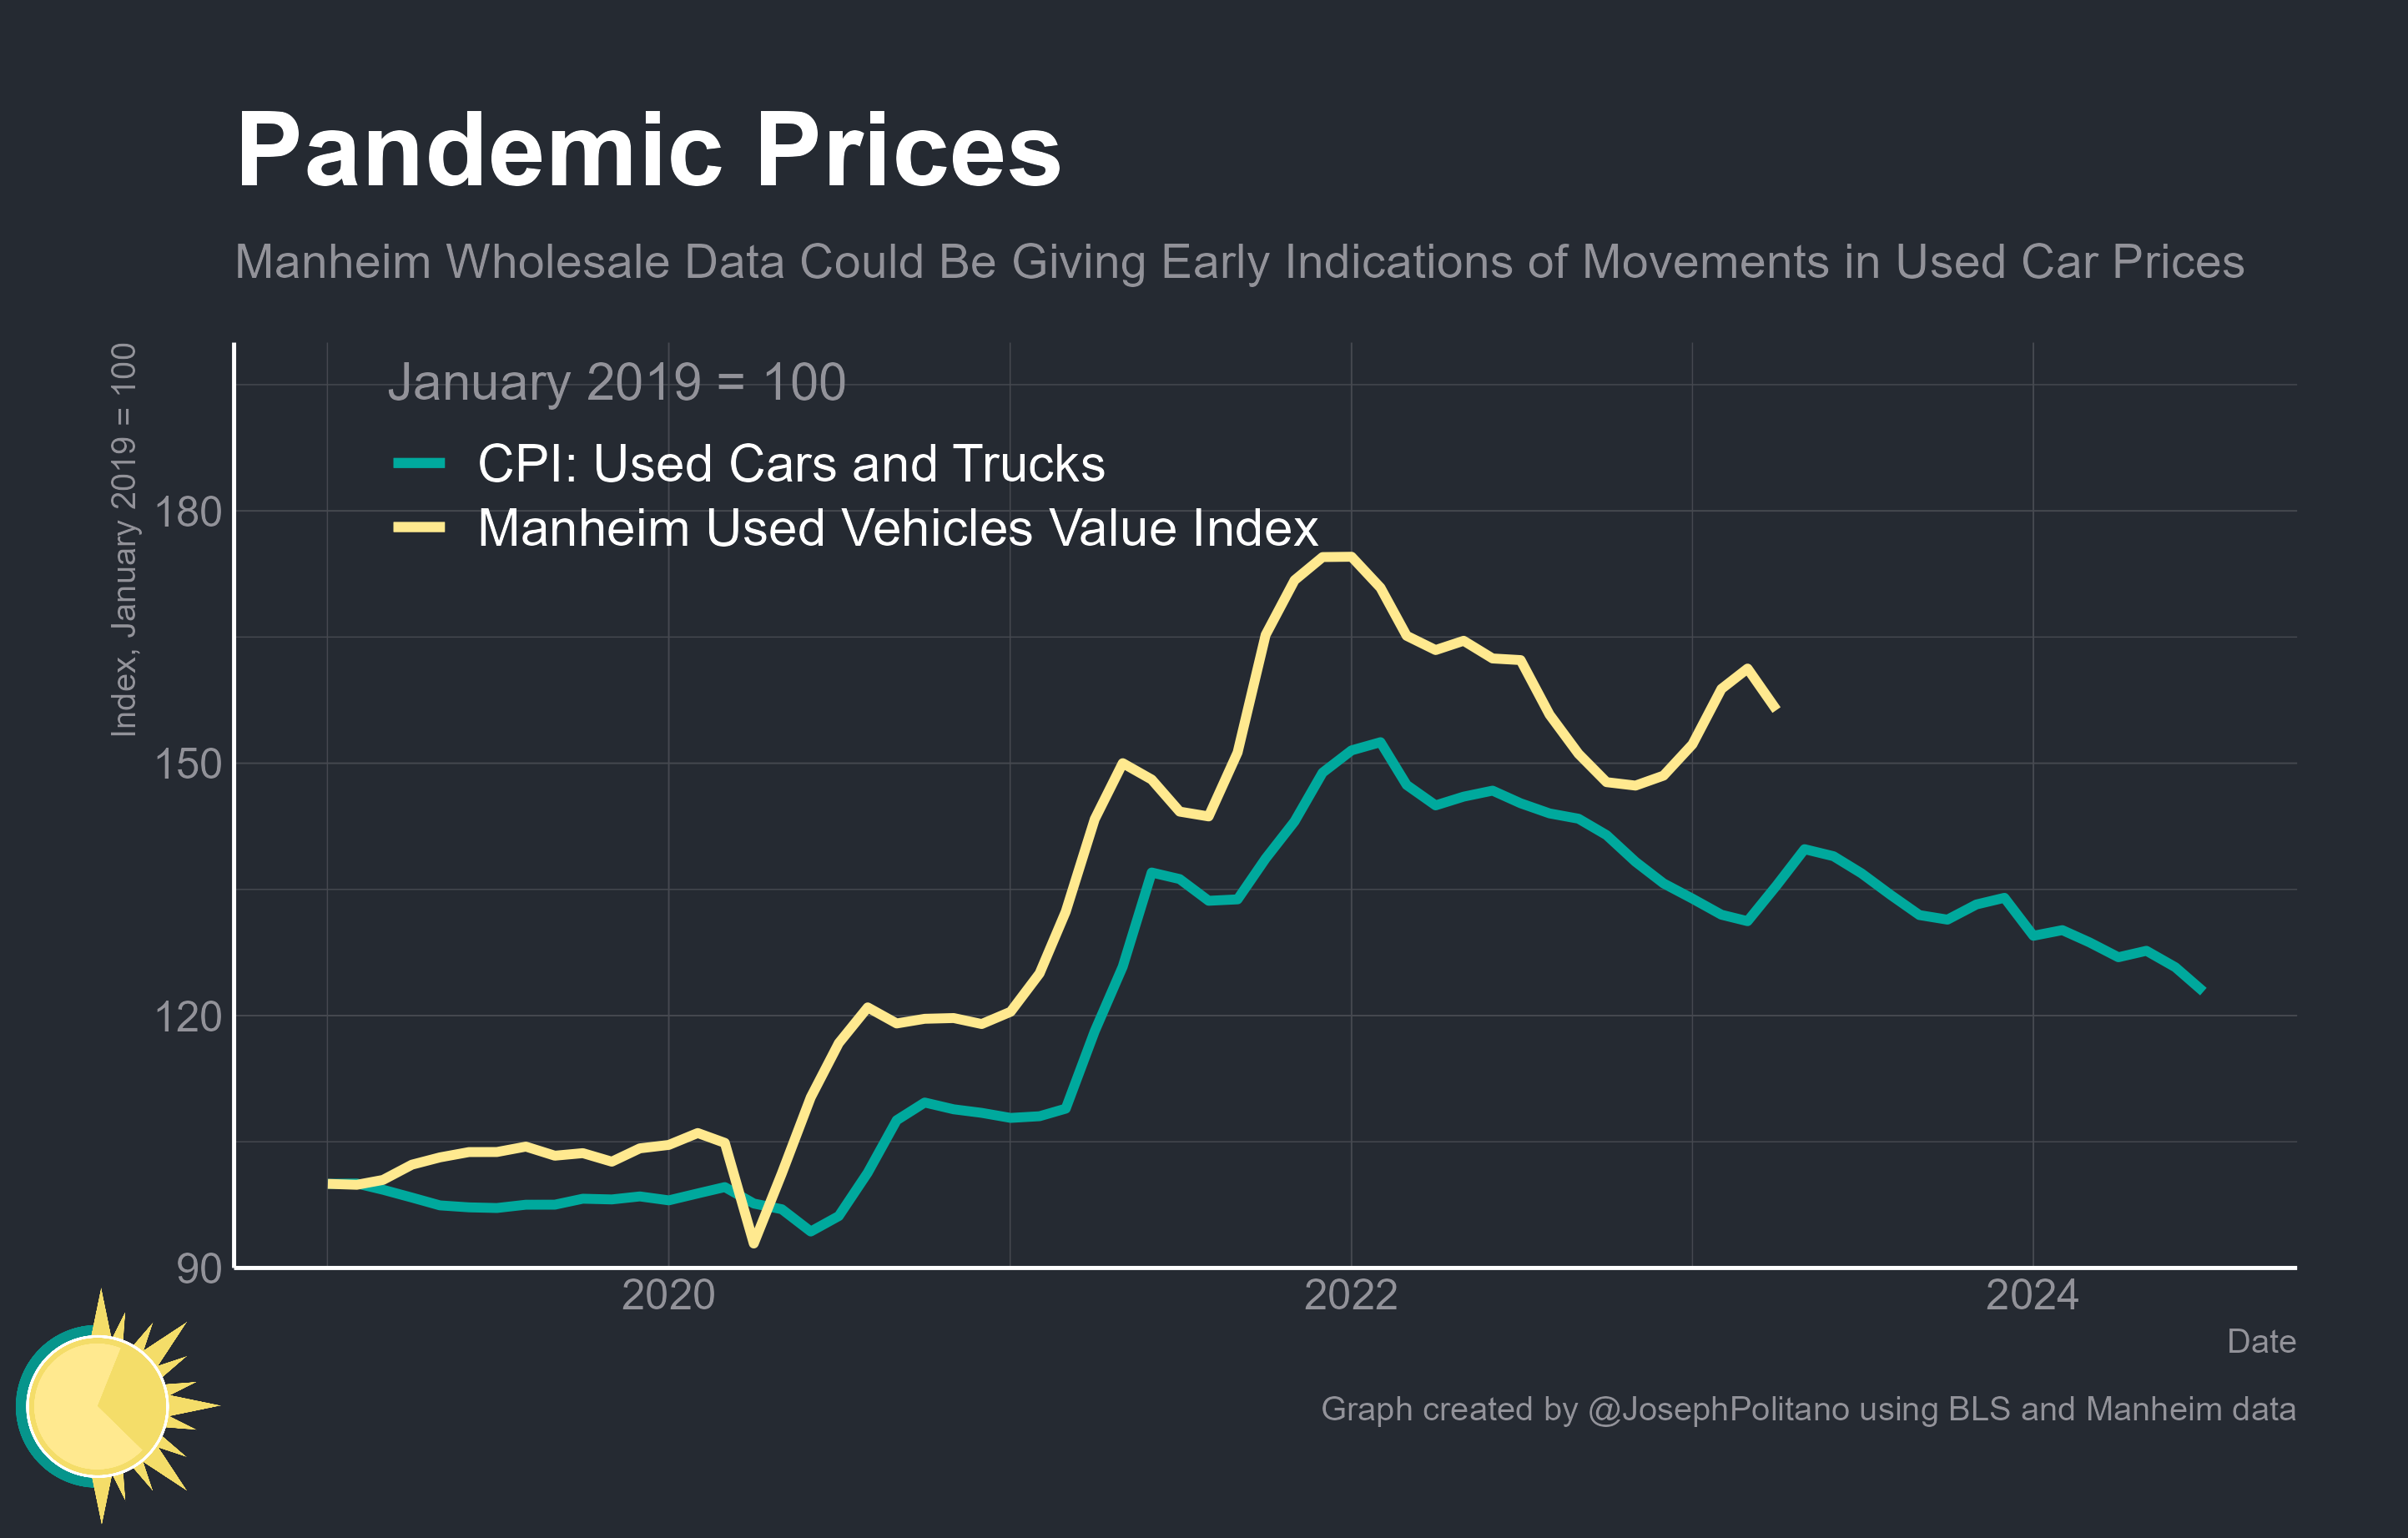 Pandemic Prices
Manheim Wholesale Data Could Be Giving Early Indications of Movements in Used Car Prices
Index, January 2019 = 100
January 2019 = 100
CPI: Used Cars and Trucks
Manheim Used Vehicles Value Index
180
150
120
90
2020
2022
2024
Date
Graph created by @JosephPolitano using BLS and Manheim data